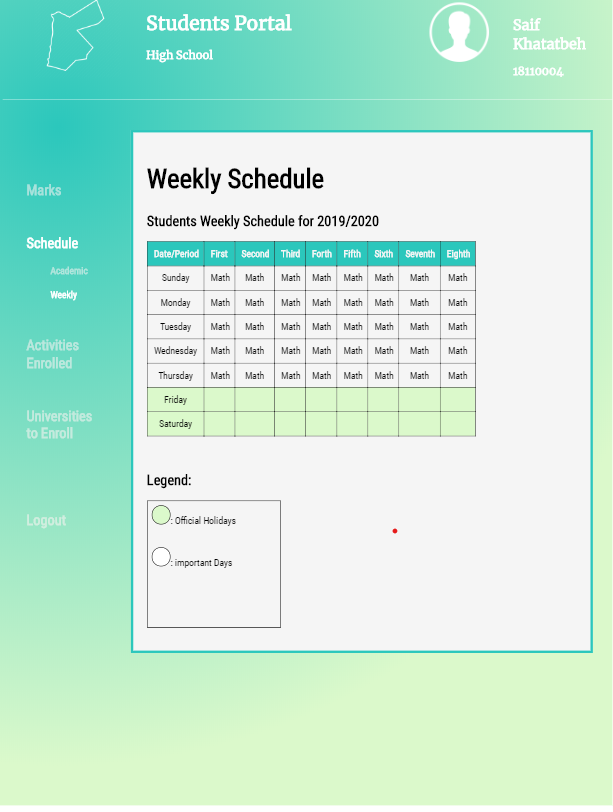 Students Portal
High School
Saif
Khatatbeh
18110004
Marks
Schedule
Academic
Weekly
Activities
Enrolled
Universities
to Enroll
Logout
Weekly Schedule
Students Weekly Schedule for 2019/2020
Date/Period First Second Third Forth Fifth Sixth Seventh Eighth
Sunday Math Math Math Math Math Math Math Math
Monday Math Math Math Math Math Math Math Math
Tuesday Math Math Math Math Math Math Math Math
Wednesday Math Math Math Math Math Math Math Math
Thursday Math Math Math Math Math Math Math Math
Friday
Saturday
Legend:
: Official Holidays
: important Days